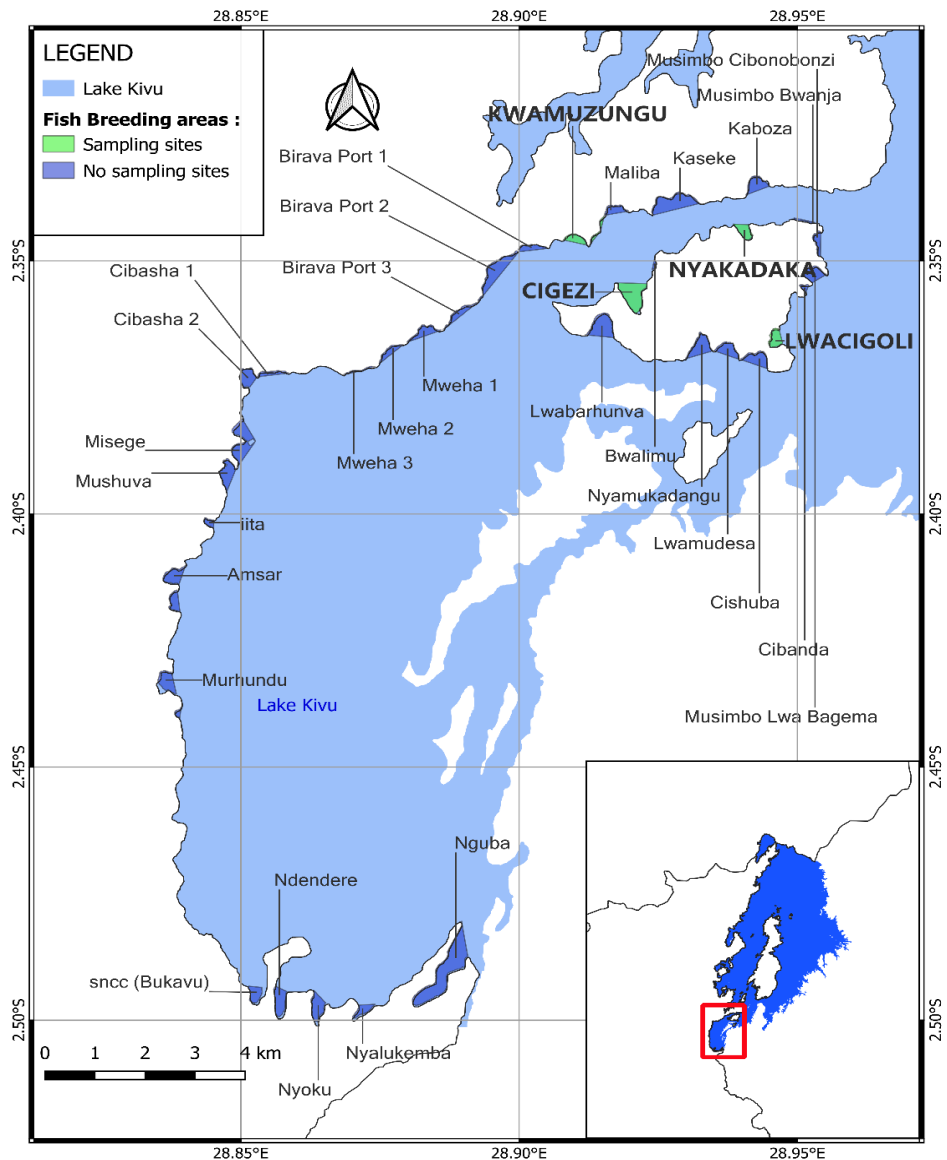 28.85°E
28.90°E
28.95°E
LEGEND
Lake Kivu
Fish Breeding areas :
Sampling sites
No sampling sites
Musimbo Cibonobonzi
Musimbo Bwanja
KWAMUZUNGU
Kaboza
Birava Port 1
Kaseke
Maliba
Birava Port 2
2.35°S
2.35°S
Birava Port 3
Cibasha 1
NYAKADAKA
CIGEZI
Cibasha 2
LWACIGOLI
Mweha 1
Lwabarhunva
Mweha 2
Misege
Bwalimu
Mweha 3
Mushuva
Nyamukadangu
2.40°S
2.40°S
iita
Lwamudesa
Amsar
Cishuba
Cibanda
Murhundu
Lake Kivu
Musimbo Lwa Bagema
2.45°S
2.45°S
Nguba
Ndendere
sncc (Bukavu)
2.50°S
2.50°S
Nyalukemba
0 1 2 3 4 km
Nyoku
28.85°E
28.90°E
28.95°E